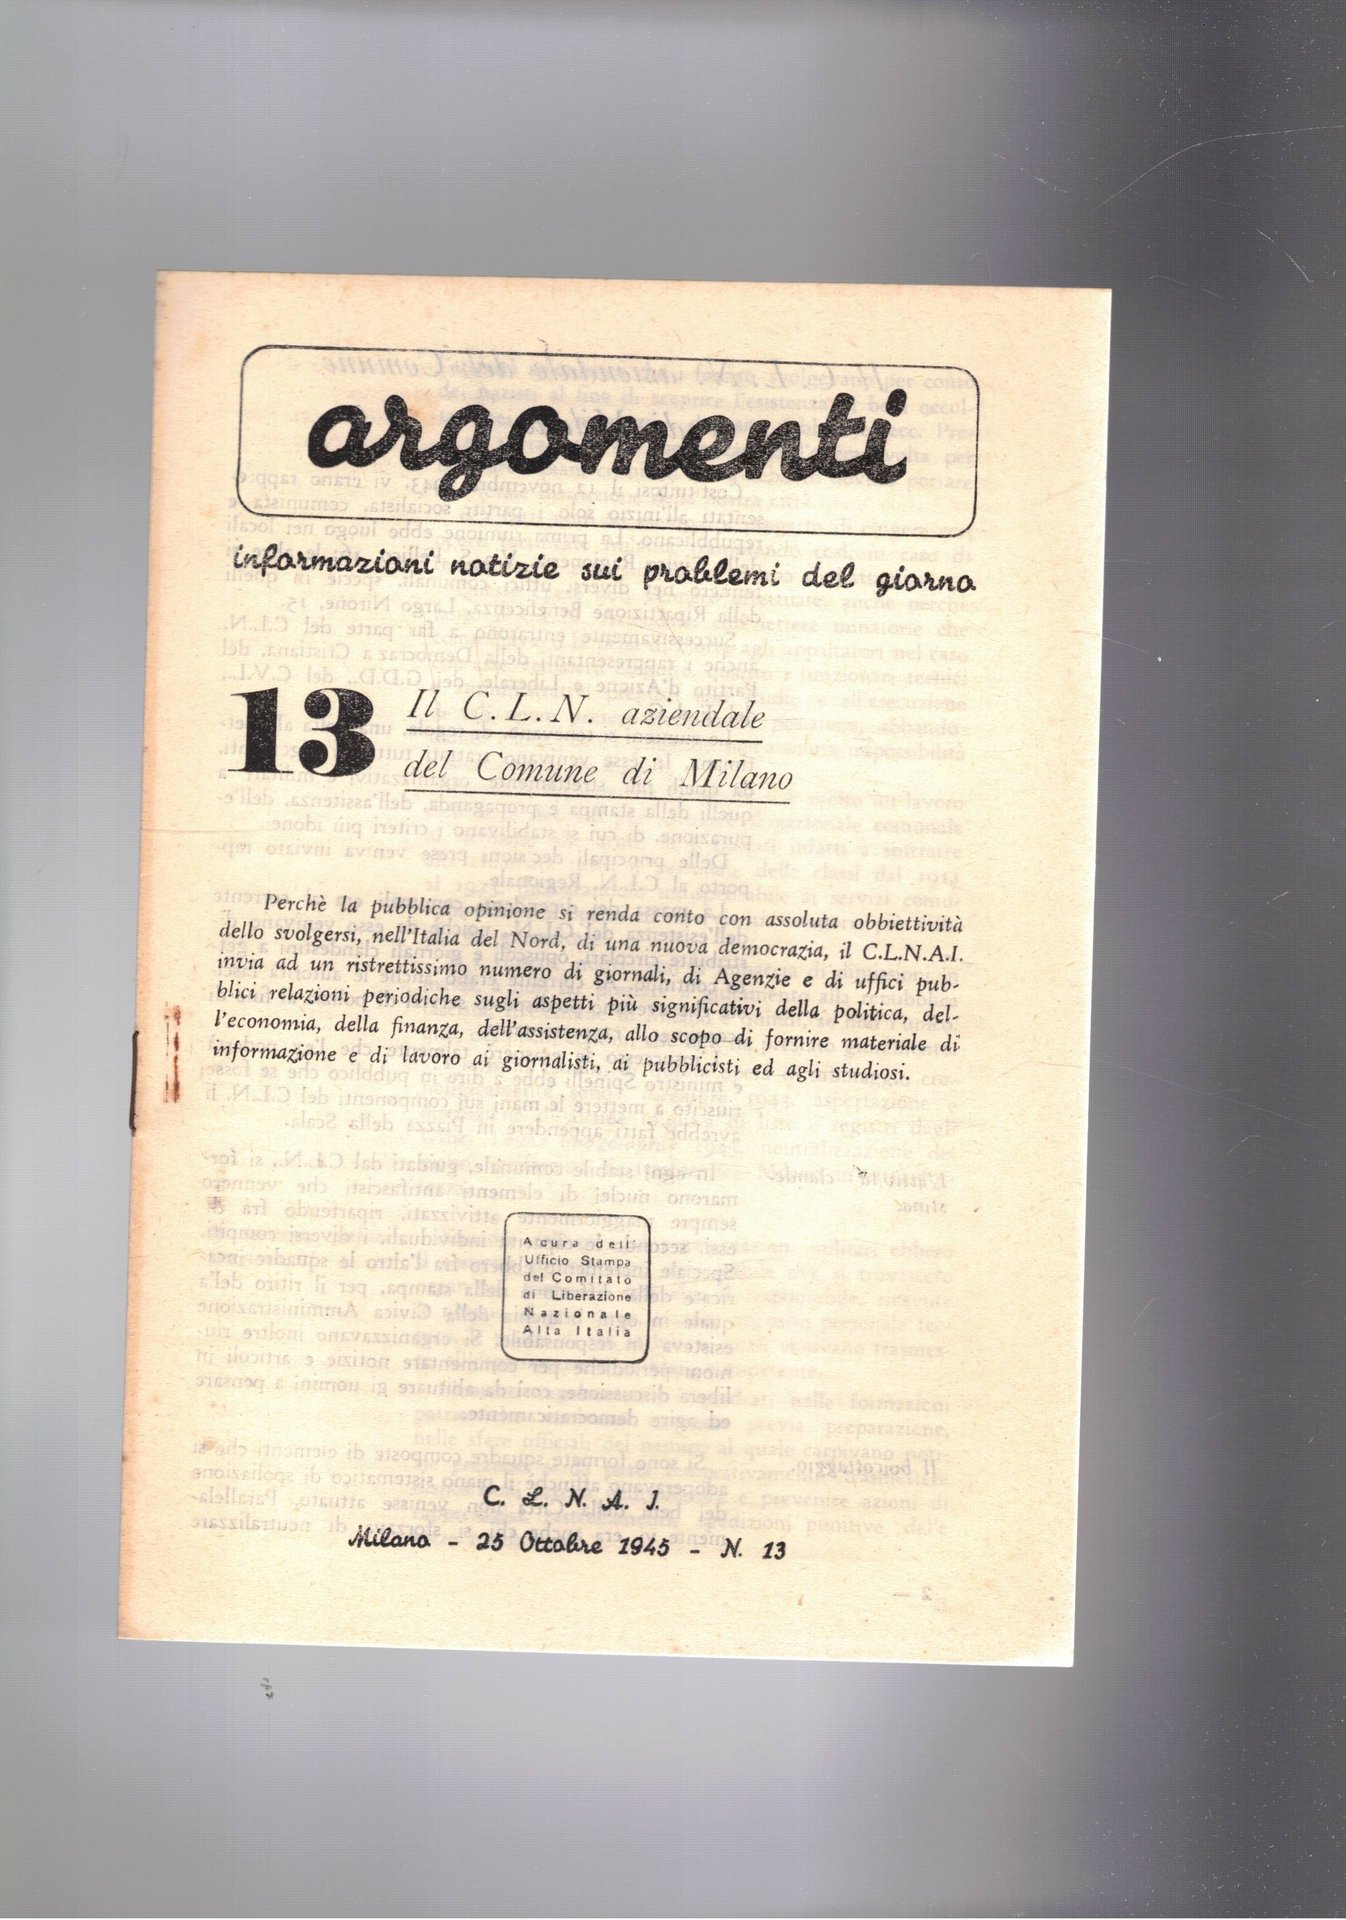 argomenti
informazioni notizie sui problemi del giorno
13 Il C.L.N. aziendale
del Comune di Milano
Perchè la pubblica opinione si renda conto con assoluta obbiettività
dello svolgersi, nell'Italia del Nord, di una nuova democrazia, il C.L.N.A.I.
invia ad un ristrettissimo numero di giornali, di Agenzie e di uffici pub-
blici relazioni periodiche sugli aspetti più significativi della politica, del-
l'economia, della finanza, dell'assistenza, allo scopo di fornire materiale di
informazione e di lavoro ai giornalisti, ai pubblicisti ed agli studiosi.
A cura dell'
Ufficio Stampa
del Comitato
di Liberazione
Nazionale
Alta Italia
C. L. N. A. I.
Milano - 25 Ottobre 1945 - N. 13